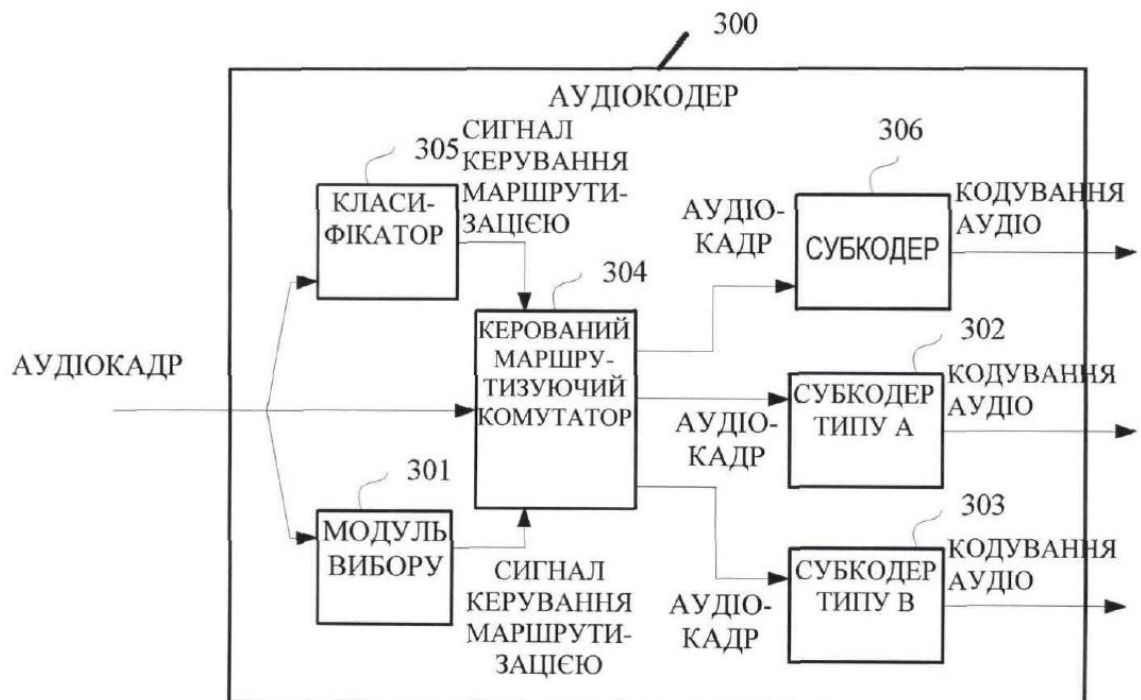 300
АУДІОКОДЕР
305
СИГНАЛ
КЕРУВАННЯ
МАРШРУТИ-
ЗАЦІЄЮ
КЛАСИ-
ФІКАТОР
306
АУДІО-
КАДР
СУБКОДЕР
КОДУВАННЯ
АУДІО
304
КЕРОВАНИЙ
МАРШРУ-
ТИЗУЮЧИЙ
КОМУТАТОР
АУДІОКАДР
302
АУДІО-
КАДР
СУБКОДЕР
ТИПУ А
КОДУВАННЯ
АУДІО
301
МОДУЛЬ
ВИБОРУ
СИГНАЛ
КЕРУВАННЯ
МАРШРУТИ-
ЗАЦІЄЮ
303
АУДІО-
КАДР
СУБКОДЕР
ТИПУ В
КОДУВАННЯ
АУДІО